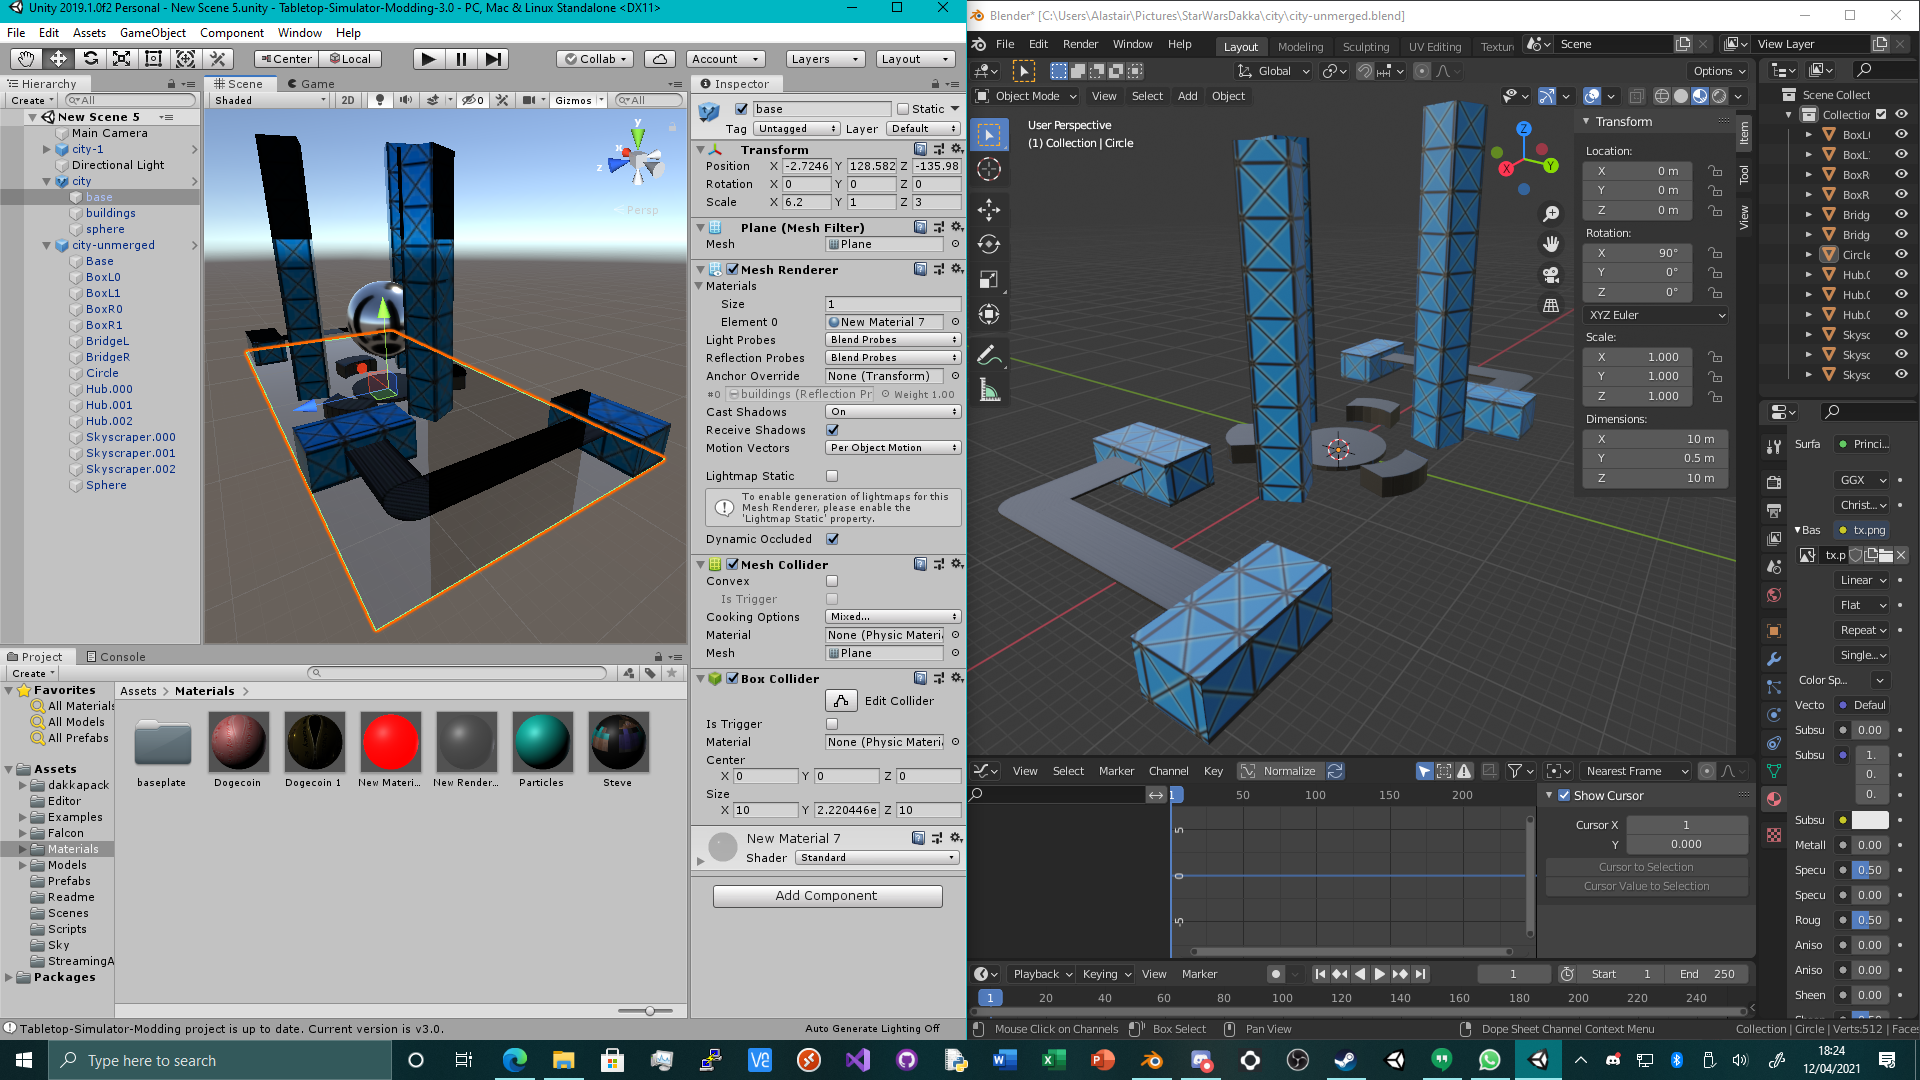 Unity 2019.1.0f2 Personal - New Scene 5.unity - Tabletop-Simulator-Modding-3.0 - PC, Mac & Linux Standalone <DX11>
File Edit Assets GameObject Component Window Help
Center Local
Collab Account Layers Layout
Hierarchy
Create All
New Scene 5
Main Camera
city-1
Directional Light
city
base
buildings
sphere
city-unmerged
Base
BoxL0
BoxL1
BoxR0
BoxR1
BridgeL
BridgeR
Circle
Hub.000
Hub.001
Hub.002
Skyscraper.000
Skyscraper.001
Skyscraper.002
Sphere
Scene Game
Shaded 2D 0 Gizmos All
y
x
z
Persp
Inspector
base Static
Tag Untagged Layer Default
Transform
Position X -2.7246 Y 128.582 Z -135.98
Rotation X 0 Y 0 Z 0
Scale X 6.2 Y 1 Z 3
Plane (Mesh Filter)
Mesh Plane
Mesh Renderer
Materials
Size 1
Element 0 New Material 7
Light Probes Blend Probes
Reflection Probes Blend Probes
Anchor Override None (Transform)
#0 buildings (Reflection Pr Weight 1.00
Cast Shadows On
Receive Shadows
Motion Vectors Per Object Motion
Lightmap Static
To enable generation of lightmaps for this
Mesh Renderer, please enable the
'Lightmap Static' property.
Dynamic Occluded
Mesh Collider
Convex
Is Trigger
Cooking Options Mixed...
Material None (Physic Materi
Mesh Plane
Box Collider
Edit Collider
Is Trigger
Material None (Physic Materi
Center
X 0 Y 0 Z 0
Size
X 10 Y 2.220446e Z 10
New Material 7
Shader Standard
Add Component
Project Console
Create
Favorites
All Materials
All Models
All Prefabs
Assets
dakkapack
Editor
Examples
Falcon
Materials
Models
Prefabs
Readme
Scenes
Scripts
Sky
StreamingA
Packages
Assets Materials
baseplate Dogecoin Dogecoin 1 New Materi... New Render... Particles Steve
Tabletop-Simulator-Modding project is up to date. Current version is v3.0.
Auto Generate Lighting Off
Blender* [C:\Users\Alastair\Pictures\StarWarsDakka\city\city-unmerged.blend]
File Edit Render Window Help Layout Modeling Sculpting UV Editing Textur Scene View Layer
Global Options
Object Mode View Select Add Object
User Perspective
(1) Collection | Circle
Z
Y
X
Transform
Location:
X 0 m
Y 0 m
Z 0 m
Rotation:
X 90°
Y 0°
Z 0°
XYZ Euler
Scale:
X 1.000
Y 1.000
Z 1.000
Dimensions:
X 10 m
Y 0.5 m
Z 10 m
Item
Tool
View
Scene Collect
Collection
BoxL(
BoxL:
BoxR
BoxR
Bridg
Bridg
Circle
Hub.(
Hub.(
Hub.(
Skysc
Skysc
Skysc
Surfa Princi...
GGX
Christ...
Bas tx.png
tx.p
Linear
Flat
Repeat
Single...
Color Sp...
Vecto Defaul
Subsu 0.00
Subsu 1.
0.
0.
Subsu
Metall 0.00
Specu 0.50
Specu 0.00
Roug 0.50
Aniso 0.00
Aniso 0.00
Sheen 0.00
View Select Marker Channel Key Normalize Nearest Frame
1 50 100 150 200
5
0
-5
Show Cursor
Cursor X 1
Y 0.000
Cursor to Selection
Cursor Value to Selection
Playback Keying View Marker 1 Start 1 End 250
1 20 40 60 80 100 120 140 160 180 200 220 240
Mouse Click on Channels Box Select Pan View Dope Sheet Channel Context Menu Collection | Circle | Verts:512 | Faces
Type here to search
18:24
12/04/2021